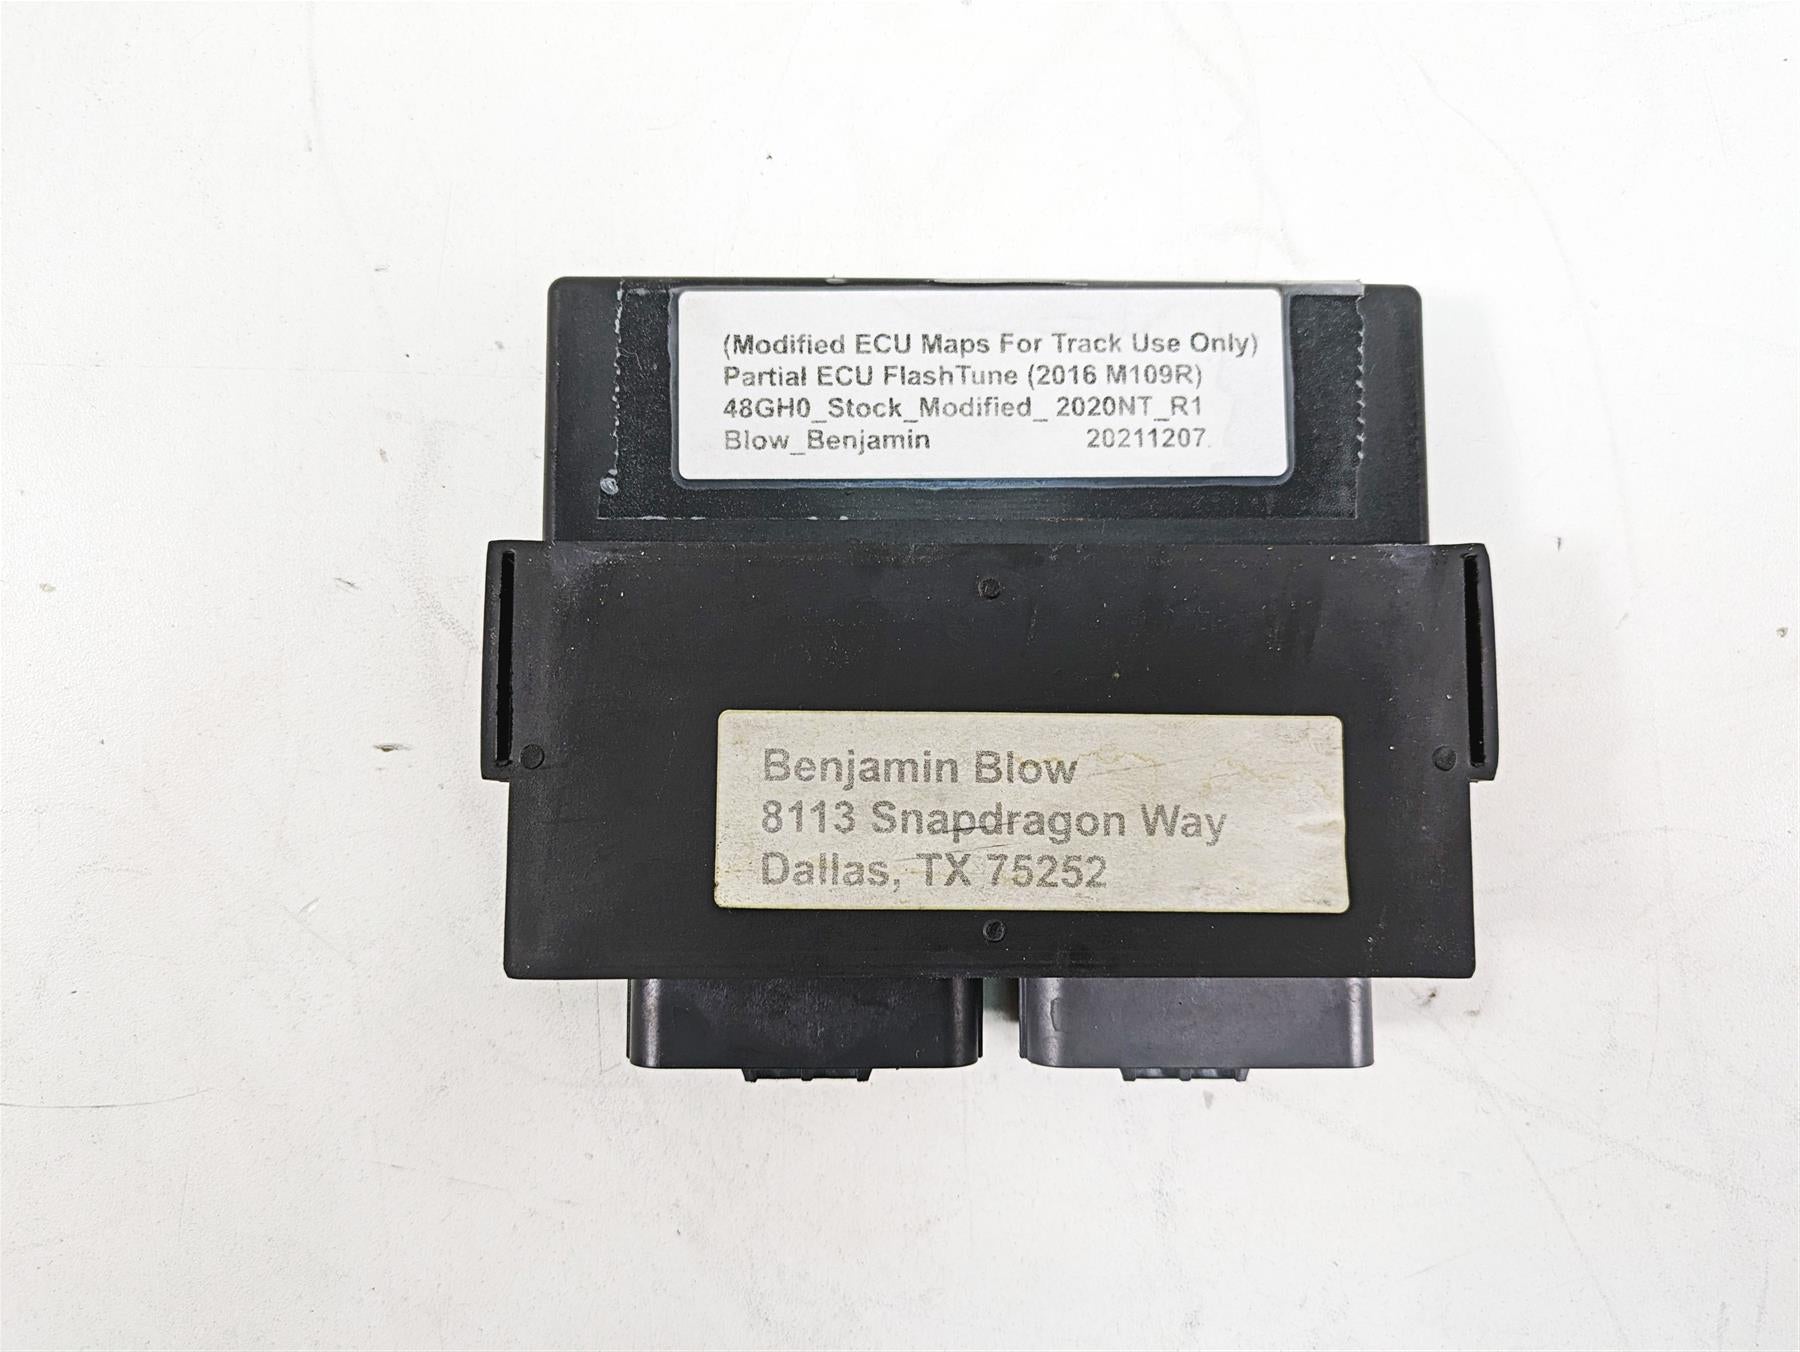 (Modified ECU Maps For Track Use Only)
Partial ECU FlashTune (2016 M109R)
48GH0_Stock_Modified_ 2020NT_R1
Blow_Benjamin 20211207.
Benjamin Blow
8113 Snapdragon Way
Dallas, TX 75252